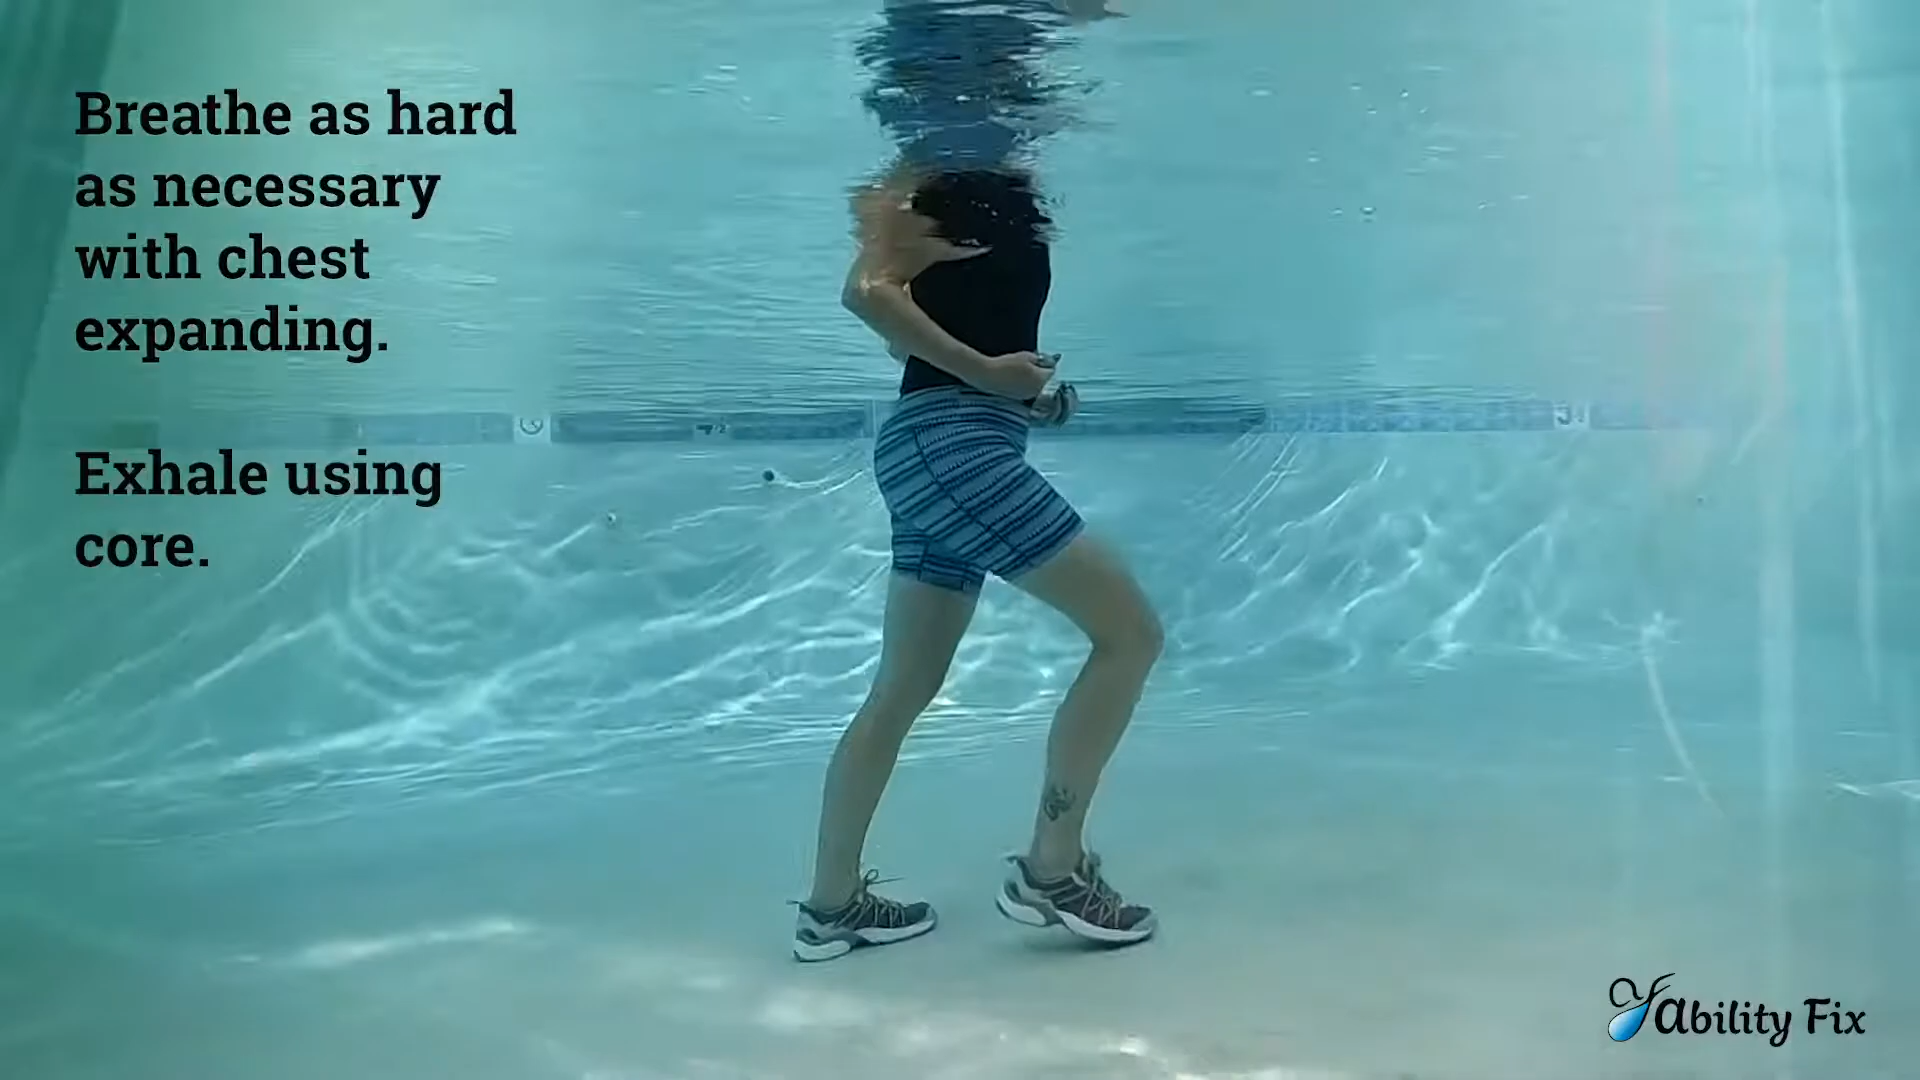 Breathe as hard
as necessary
with chest
expanding.
Exhale using
core.
ability Fix